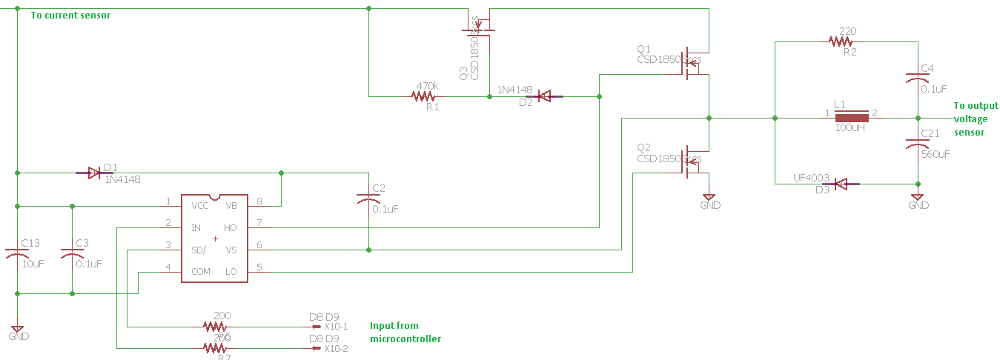 To current sensor
Q3
470k
R1
1N4148
D2
Q1
220
R2
C4
0.1uF
L1
1
2
100uH
To output
voltage
sensor
C21
560uF
Q2
UF4003
D3
GND
GND
D1
1N4148
C2
0.1uF
1
VCC
VB
8
2
IN
HO
7
3
SD/
VS
6
4
COM
LO
5
+
C13
10uF
C3
0.1uF
GND
200
R6
D8 D9
X10-1
D8 D9
X10-2
R7
Input from
microcontroller